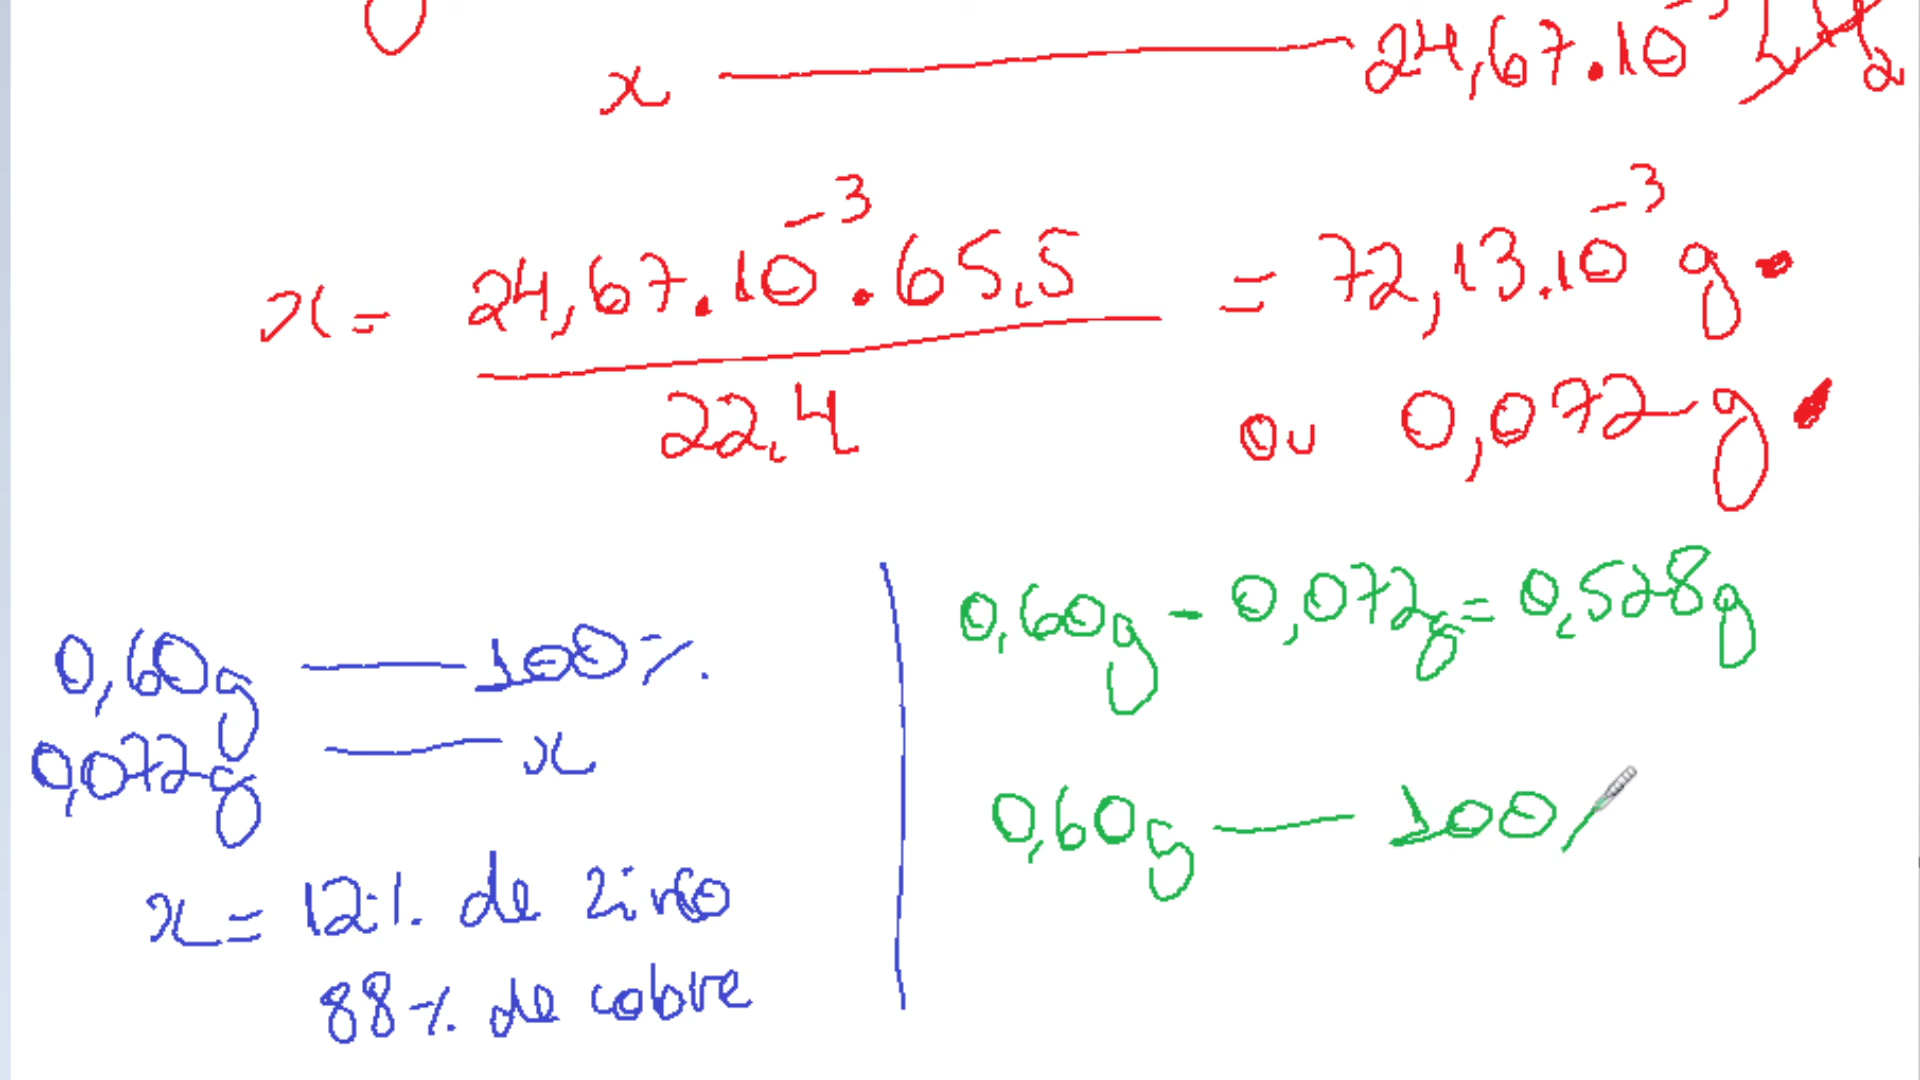 x ——— 24,67.10⁻³ L H₂
x = 24,67.10⁻³ . 65,5 / 22,4 = 72,13.10⁻³ g
ou 0,072 g
0,60g — 100%.
0,072g — x
x = 12%. de zinco
88%. de cobre
0,60g - 0,072g = 0,528g
0,60g — 100/